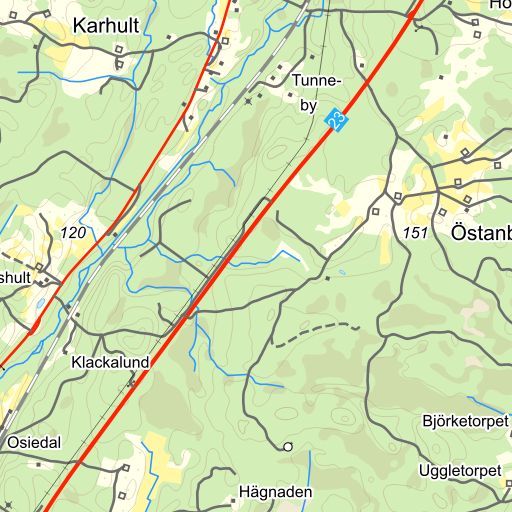 Ho
Karhult
Tunne-
by
23
120
151
Östanb
shult
Klackalund
Björketorpet
Osiedal
Uggletorpet
Hägnaden